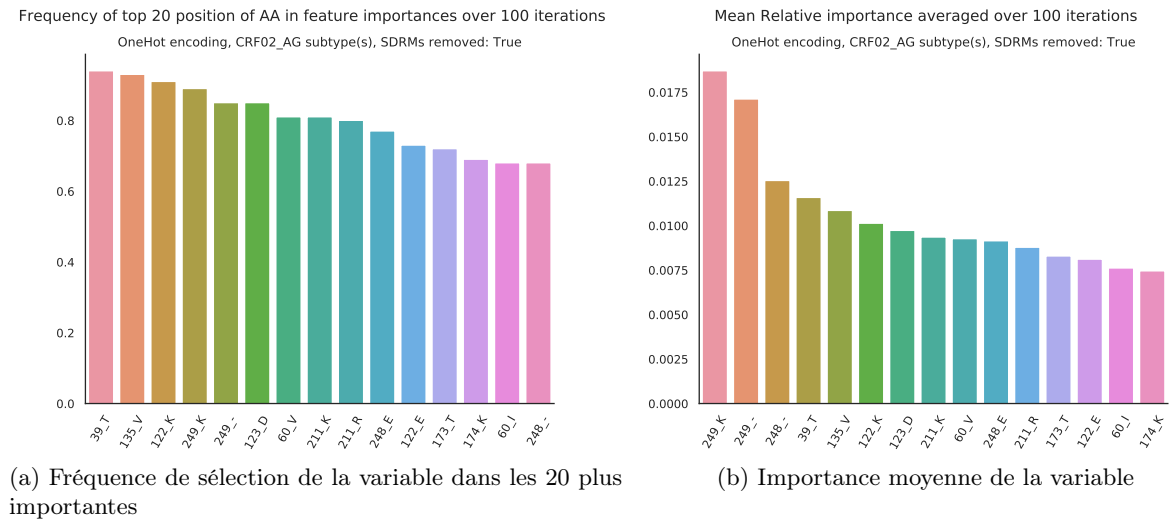 Frequency of top 20 position of AA in feature importances over 100 iterations
OneHot encoding, CRF02_AG subtype(s), SDRMs removed: True
0.8
0.6
0.4
0.2
0.0
39_T
135_V
122_K
249_K
249_-
123_D
60_V
211_K
211_R
248_E
122_E
173_T
174_K
60_I
248_-
(a) Fréquence de sélection de la variable dans les 20 plus
importantes
Mean Relative importance averaged over 100 iterations
OneHot encoding, CRF02_AG subtype(s), SDRMs removed: True
0.0175
0.0150
0.0125
0.0100
0.0075
0.0050
0.0025
0.0000
249_K
249_-
248_-
39_T
135_V
122_K
123_D
211_K
60_V
248_E
211_R
173_T
122_E
60_I
174_K
(b) Importance moyenne de la variable